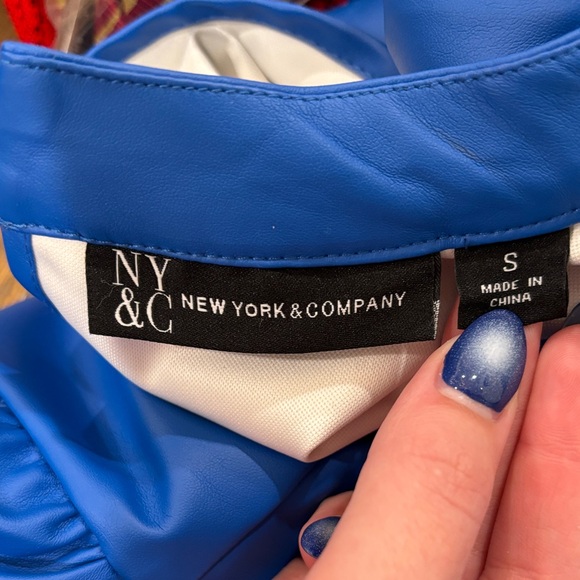 NY
&C
NEW YORK & COMPANY
S
MADE IN
CHINA